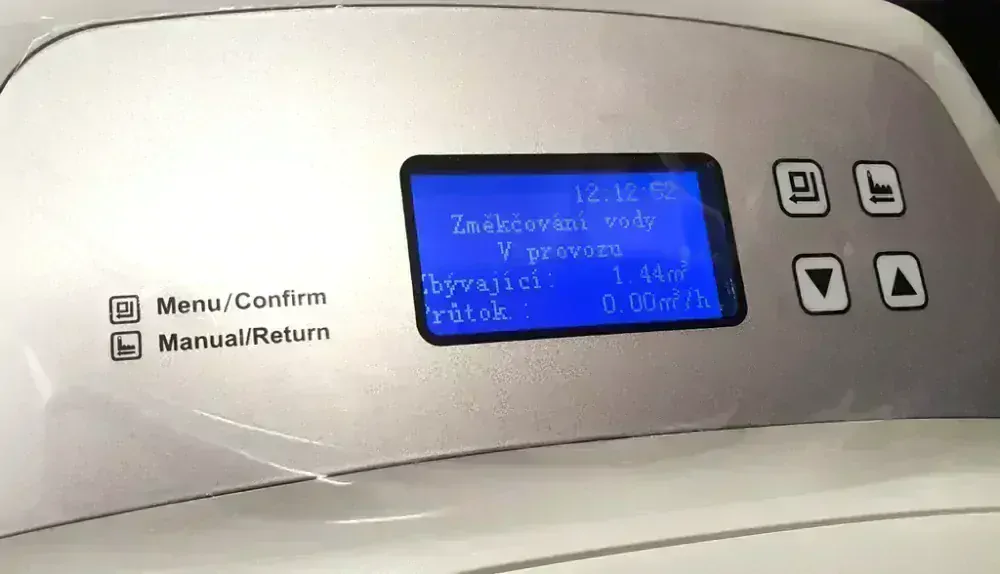 12:12:52
Změkčování vody
V provozu
Zbývající: 1.44m³
Průtok.: 0.00m³/h
Menu/Confirm
Manual/Return